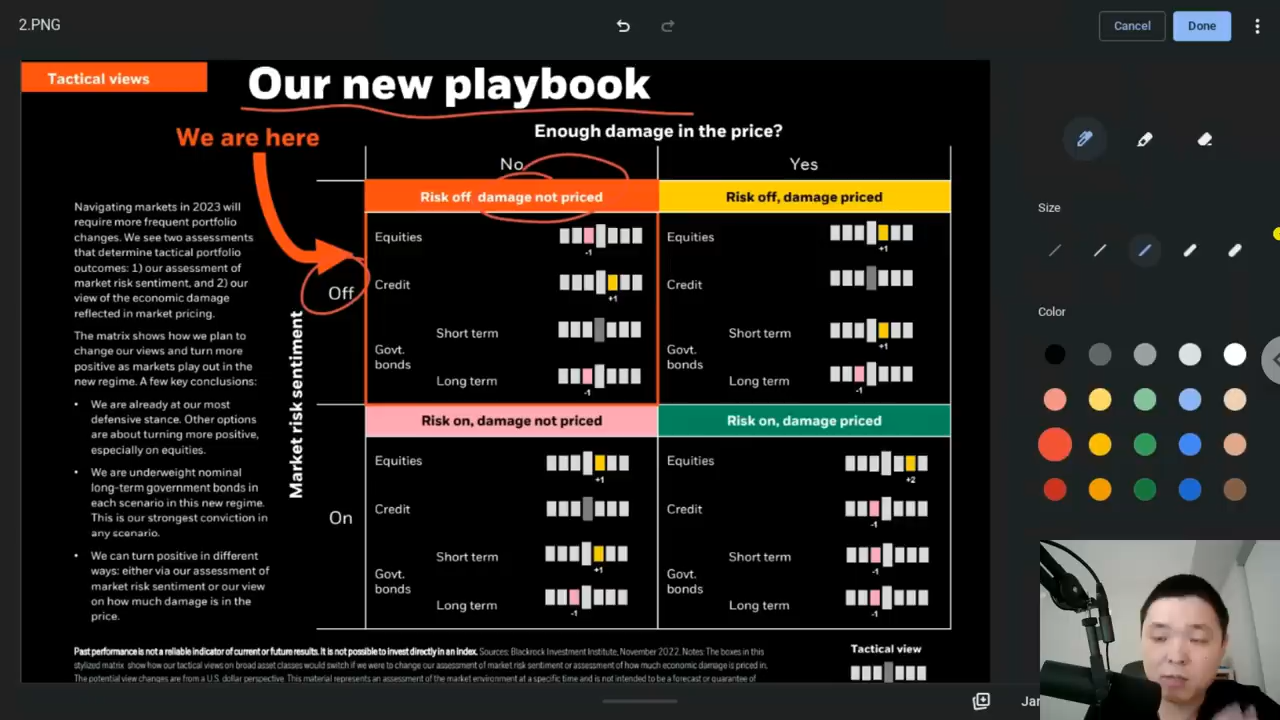 2.PNG
Cancel
Done
Tactical views
Our new playbook
We are here
Enough damage in the price?
No
Yes
Navigating markets in 2023 will
require more frequent portfolio
changes. We see two assessments
that determine tactical portfolio
outcomes: 1) our assessment of
market risk sentiment, and 2) our
view of the economic damage
reflected in market pricing.
The matrix shows how we plan to
change our views and turn more
positive as markets play out in the
new regime. A few key conclusions:
• We are already at our most
defensive stance. Other options
are about turning more positive,
especially on equities.
• We are underweight nominal
long-term government bonds in
each scenario in this new regime.
This is our strongest conviction in
any scenario.
• We can turn positive in different
ways: either via our assessment of
market risk sentiment or our view
on how much damage is in the
price.
Market risk sentiment
Off
On
Risk off damage not priced
Equities
-1
Credit
+1
Govt.
bonds
Short term
Long term
-1
Risk off, damage priced
Equities
+1
Credit
Govt.
bonds
Short term
+1
Long term
-1
Risk on, damage not priced
Equities
+1
Credit
Govt.
bonds
Short term
+1
Long term
-1
Risk on, damage priced
Equities
+2
Credit
-1
Govt.
bonds
Short term
-1
Long term
-1
Past performance is not a reliable indicator of current or future results. It is not possible to invest directly in an index. Sources: Blackrock Investment Institute, November 2022. Notes: The boxes in this
stylized matrix show how our tactical views on broad asset classes would switch if we were to change our assessment of market risk sentiment or assessment of how much economic damage is priced in.
The potential view changes are from a U.S. dollar perspective. This material represents an assessment of the market environment at a specific time and is not intended to be a forecast or guarantee of
Tactical view
Size
Color